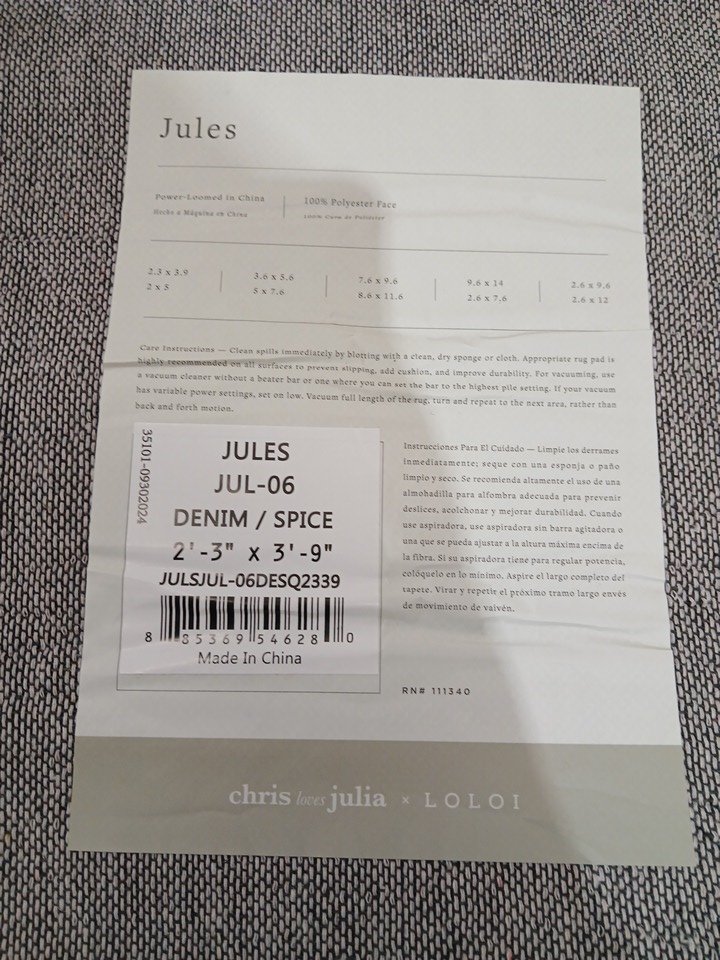 Jules
Power-Loomed in China
Hecho a Máquina en China
100% Polyester Face
100% Cara de Poliéster
2.3 x 3.9
2 x 5
3.6 x 5.6
5 x 7.6
7.6 x 9.6
8.6 x 11.6
9.6 x 14
2.6 x 7.6
2.6 x 9.6
2.6 x 12
Care Instructions — Clean spills immediately by blotting with a clean, dry sponge or cloth. Appropriate rug pad is
highly recommended on all surfaces to prevent slipping, add cushion, and improve durability. For vacuuming, use
a vacuum cleaner without a beater bar or one where you can set the bar to the highest pile setting. If your vacuum
has variable power settings, set on low. Vacuum full length of the rug, turn and repeat to the next area, rather than
back and forth motion.
35101-09302024
JULES
JUL-06
DENIM / SPICE
2'-3" x 3'-9"
JULSJUL-06DESQ2339
8 85369 54628 0
Made In China
Instrucciones Para El Cuidado — Limpie los derrames
inmediatamente; seque con una esponja o paño
limpio y seco. Se recomienda altamente el uso de una
almohadilla para alfombra adecuada para prevenir
deslices, acolchonar y mejorar durabilidad. Cuando
use aspiradora, use aspiradora sin barra agitadora o
una que se pueda ajustar a la altura máxima encima de
la fibra. Si su aspiradora tiene para regular potencia,
colóquelo en lo mínimo. Aspire el largo completo del
tapete. Virar y repetir el próximo tramo largo envés
de movimiento de vaivén.
RN# 111340
chris loves julia × LOLOI